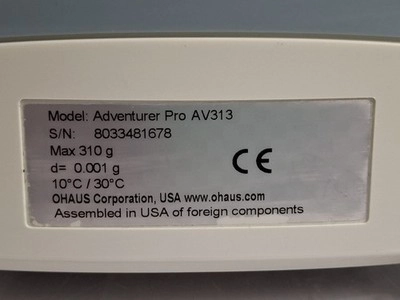 Model: Adventurer Pro AV313
S/N: 8033481678
Max 310 g
d= 0.001 g
CE
10°C / 30°C
OHAUS Corporation, USA www.ohaus.com
Assembled in USA of foreign components